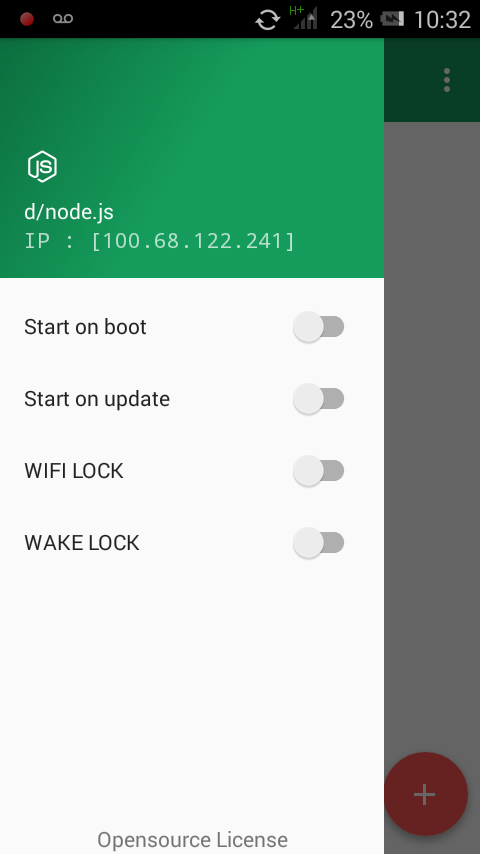 H+ 23% 10:32
JS
d/node.js
IP : [100.68.122.241]
Start on boot
Start on update
WIFI LOCK
WAKE LOCK
Opensource License